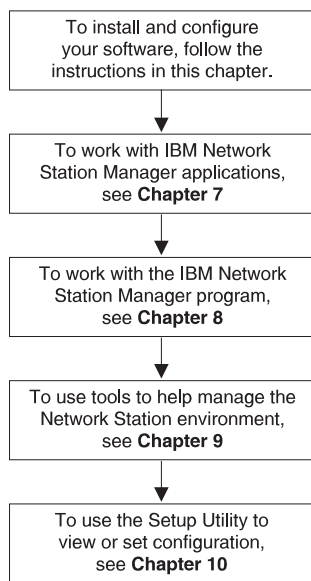 To install and configure
your software, follow the
instructions in this chapter.
To work with IBM Network
Station Manager applications,
see Chapter 7
To work with the IBM Network
Station Manager program,
see Chapter 8
To use tools to help manage the
Network Station environment,
see Chapter 9
To use the Setup Utility to
view or set configuration,
see Chapter 10